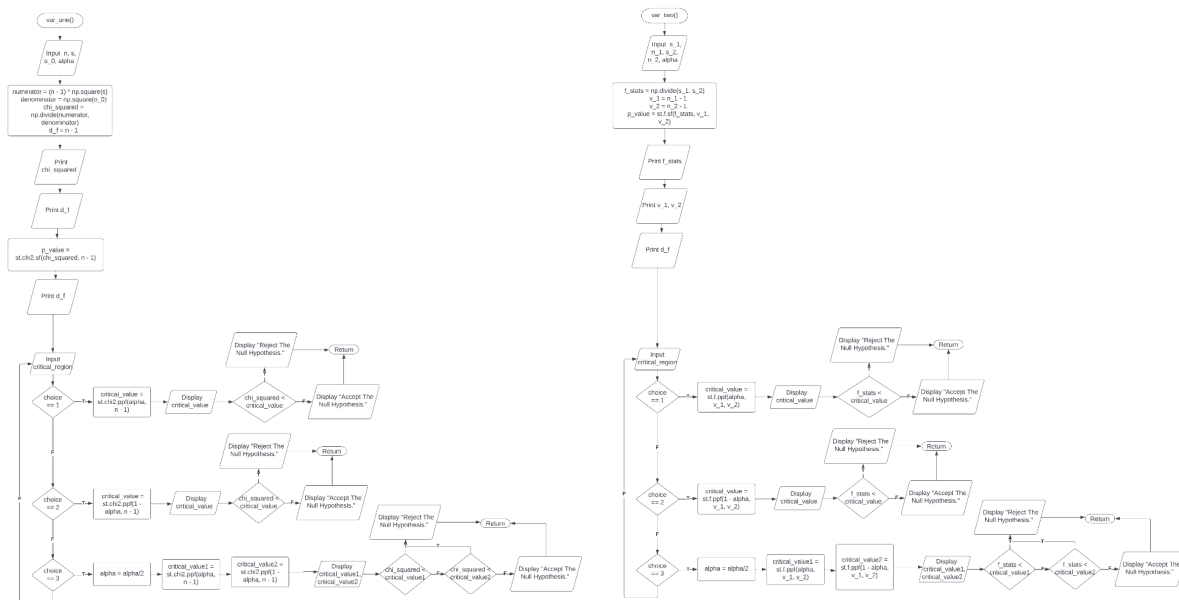 var_one()
Input n, s,
o_0, alpha
numerator = (n - 1) * np.square(s)
denominator = np.square(o_0)
chi_squared =
np.divide(numerator,
denominator)
d_f = n - 1
Print
chi_squared
Print d_f
p_value =
st.chi2.sf(chi_squared, n - 1)
Print d_f
Input
critical_region
choice
== 1
T
critical_value =
st.chi2.ppf(alpha,
n - 1)
Display
critical_value
chi_squared <
critical_value
T
Display "Reject The
Null Hypothesis."
Return
F
Display "Accept The
Null Hypothesis."
F
choice
== 2
T
critical_value =
st.chi2.ppf(1 -
alpha, n - 1)
Display
critical_value
chi_squared <
critical_value
T
Display "Reject The
Null Hypothesis."
Return
F
Display "Accept The
Null Hypothesis."
F
F
choice
== 3
T
alpha = alpha/2
critical_value1 =
st.chi2.ppf(alpha,
n - 1)
critical_value2 =
st.chi2.ppf(1 -
alpha, n - 1)
Display
critical_value1,
critical_value2
chi_squared <
critical_value1
F
chi_squared <
critical_value2
T
Display "Reject The
Null Hypothesis."
Return
F
Display "Accept The
Null Hypothesis."
var_two()
Input s_1,
n_1, s_2,
n_2, alpha
f_stats = np.divide(s_1, s_2)
v_1 = n_1 - 1
v_2 = n_2 - 1
p_value = st.f.sf(f_stats, v_1,
v_2)
Print f_stats
Print v_1, v_2
Print d_f
Input
critical_region
choice
== 1
T
critical_value =
st.f.ppf(alpha,
v_1, v_2)
Display
critical_value
f_stats <
critical_value
T
Display "Reject The
Null Hypothesis."
Return
F
Display "Accept The
Null Hypothesis."
F
choice
== 2
T
critical_value =
st.f.ppf(1 - alpha,
v_1, v_2)
Display
critical_value
f_stats <
critical_value
T
Display "Reject The
Null Hypothesis."
Return
F
Display "Accept The
Null Hypothesis."
F
F
choice
== 3
T
alpha = alpha/2
critical_value1 =
st.f.ppf(alpha,
v_1, v_2)
critical_value2 =
st.f.ppf(1 - alpha,
v_1, v_2)
Display
critical_value1,
critical_value2
f_stats <
critical_value1
F
f_stats <
critical_value2
T
Display "Reject The
Null Hypothesis."
Return
F
Display "Accept The
Null Hypothesis."